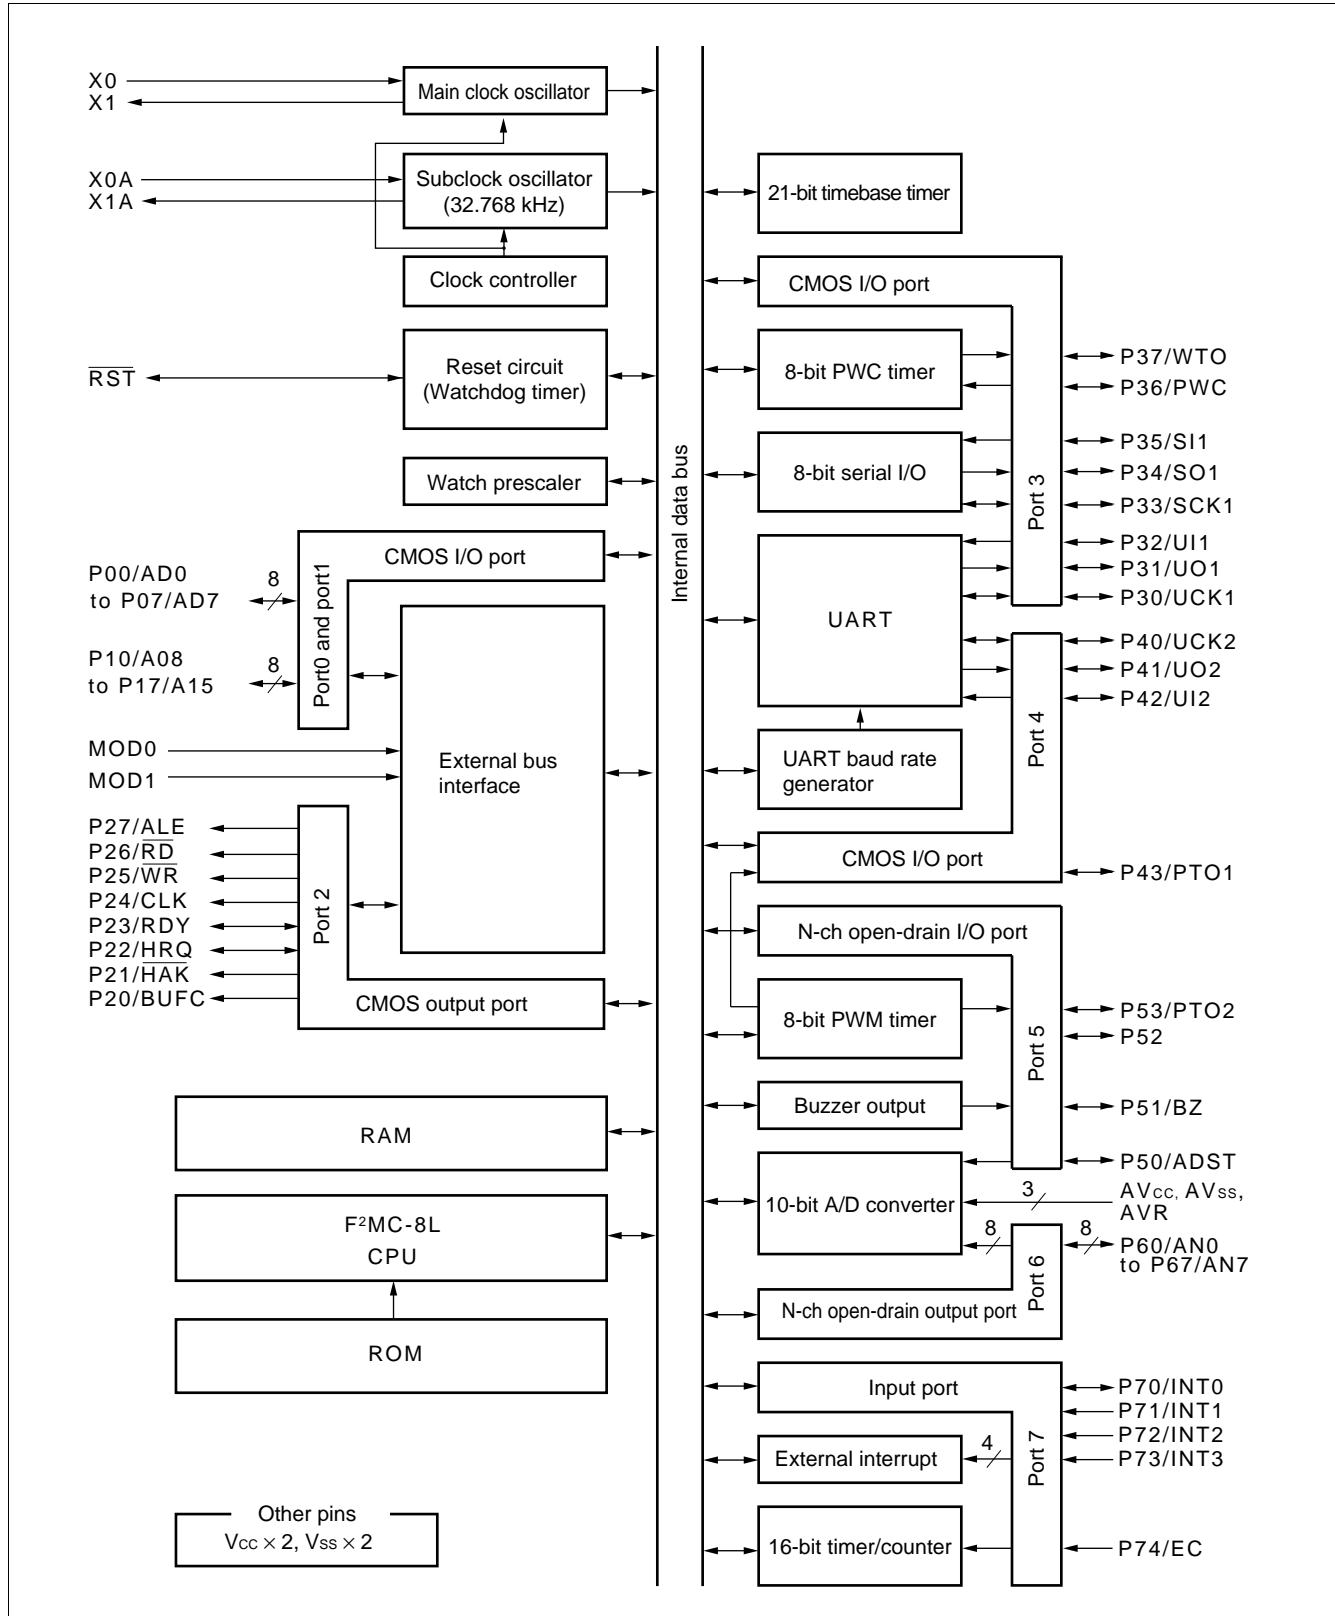 X0
X1
Main clock oscillator
X0A
X1A
Subclock oscillator
(32.768 kHz)
Clock controller
RST
Reset circuit
(Watchdog timer)
Watch prescaler
CMOS I/O port
P00/AD0
to P07/AD7
8
P10/A08
to P17/A15
8
Port0 and port1
MOD0
MOD1
External bus
interface
P27/ALE
P26/RD
P25/WR
P24/CLK
P23/RDY
P22/HRQ
P21/HAK
P20/BUFC
Port 2
CMOS output port
RAM
F²MC-8L
CPU
ROM
Other pins
Vcc × 2, Vss × 2
Internal data bus
21-bit timebase timer
CMOS I/O port
8-bit PWC timer
8-bit serial I/O
UART
Port 3
P37/WTO
P36/PWC
P35/SI1
P34/SO1
P33/SCK1
P32/UI1
P31/UO1
P30/UCK1
P40/UCK2
P41/UO2
P42/UI2
Port 4
UART baud rate
generator
CMOS I/O port
P43/PTO1
N-ch open-drain I/O port
8-bit PWM timer
Port 5
P53/PTO2
P52
Buzzer output
P51/BZ
P50/ADST
10-bit A/D converter
3
AVcc, AVss,
AVR
8
8
P60/AN0
to P67/AN7
Port 6
N-ch open-drain output port
Input port
P70/INT0
P71/INT1
P72/INT2
P73/INT3
External interrupt
4
Port 7
16-bit timer/counter
P74/EC